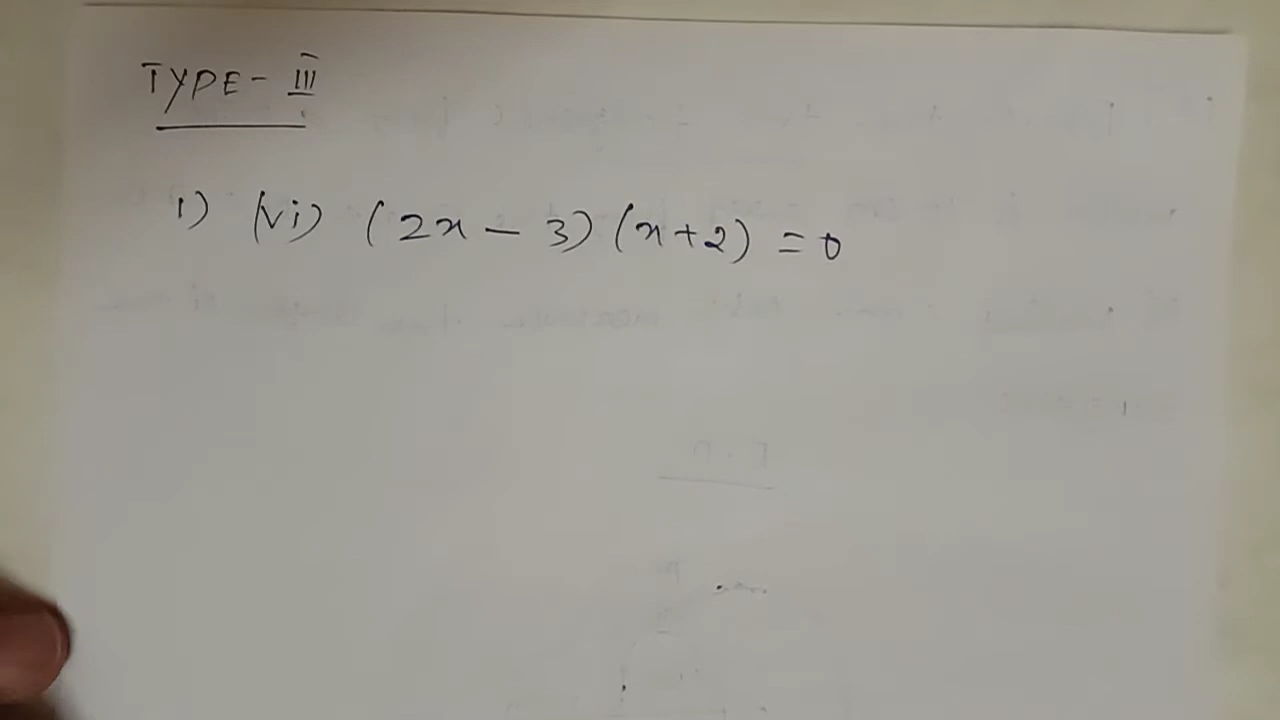 TYPE - III
1) (vi) (2x - 3) (x + 2) = 0